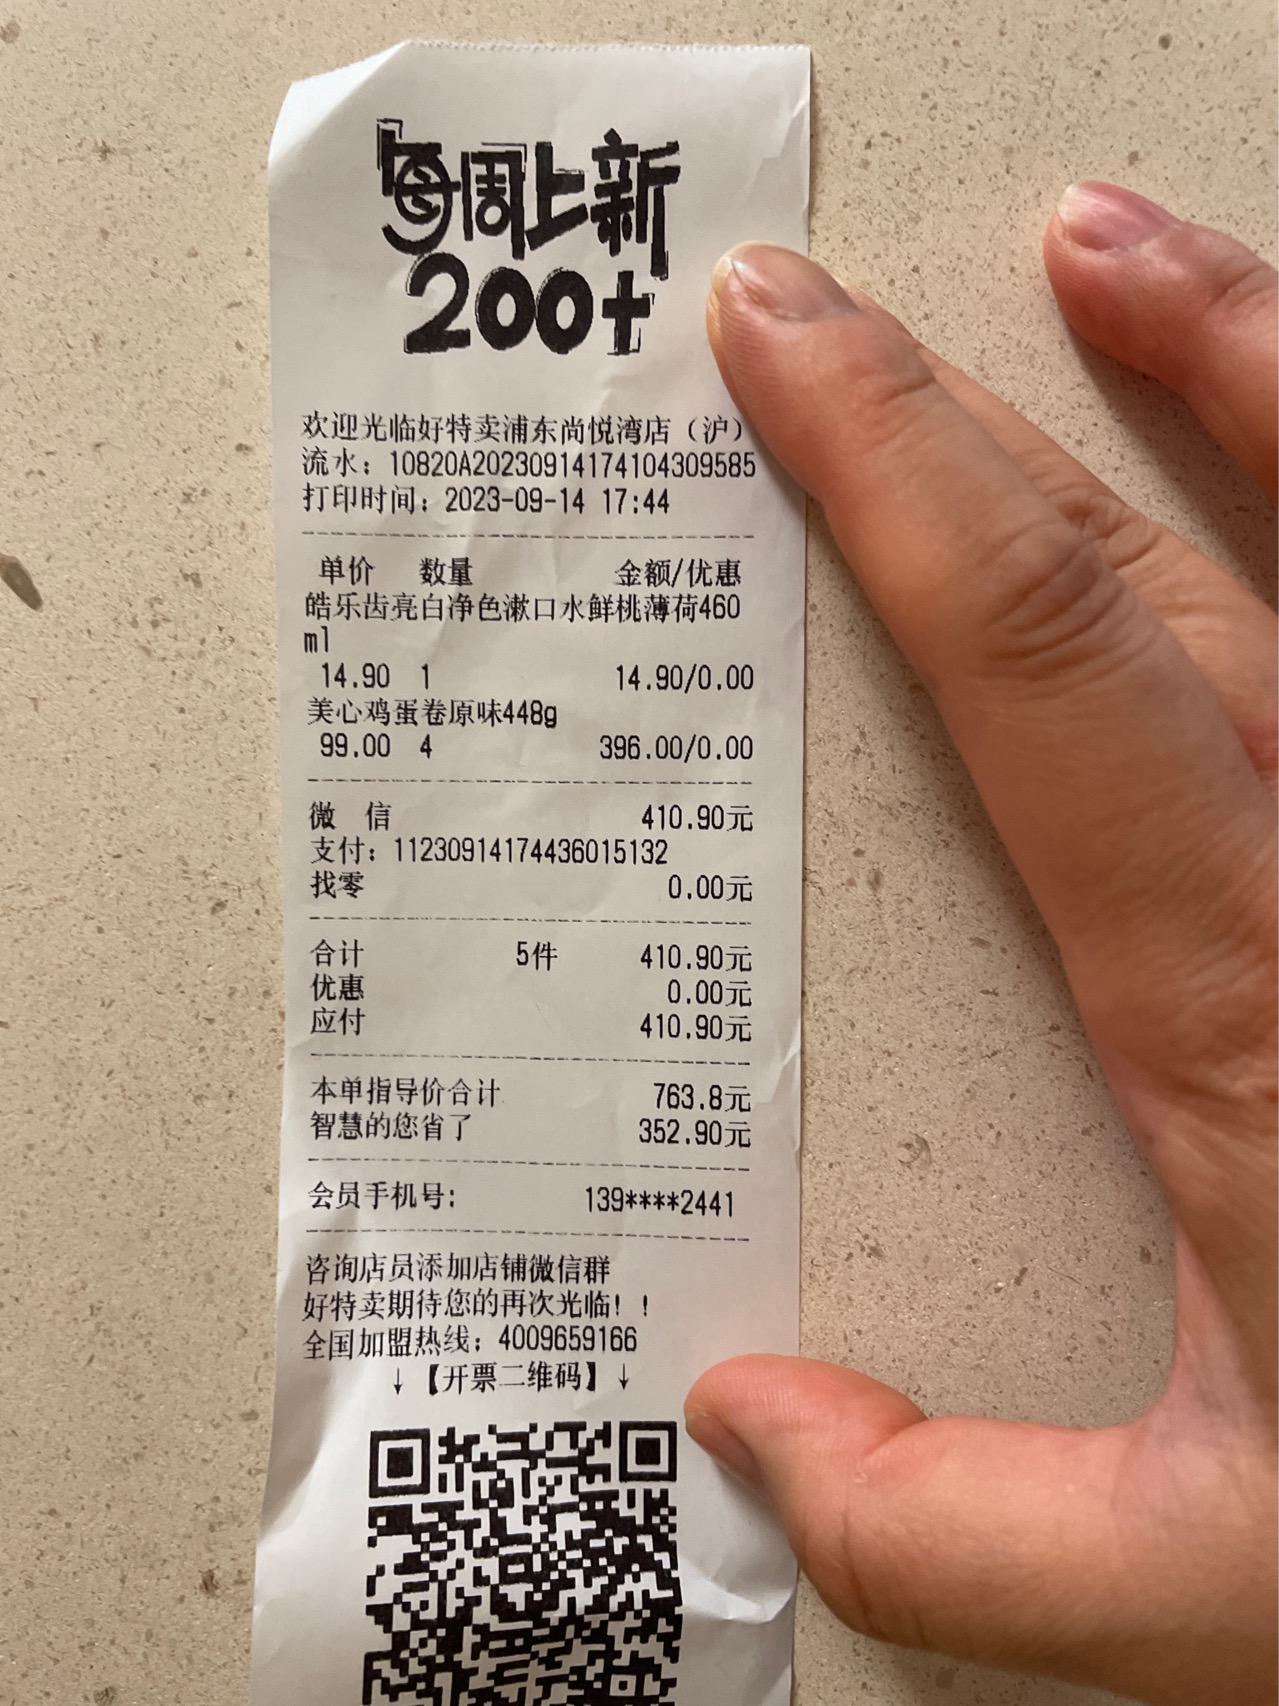 每周上新
200+
欢迎光临好特卖浦东尚悦湾店（沪）
流水：10820A20230914174104309585
打印时间：2023-09-14 17:44
单价 数量 金额/优惠
皓乐齿亮白净色漱口水鲜桃薄荷460
ml
14.90 1 14.90/0.00
美心鸡蛋卷原味448g
99.00 4 396.00/0.00
微 信 410.90元
支付：11230914174436015132
找零 0.00元
合计 5件 410.90元
优惠 0.00元
应付 410.90元
本单指导价合计 763.8元
智慧的您省了 352.90元
会员手机号: 139****2441
咨询店员添加店铺微信群
好特卖期待您的再次光临！！
全国加盟热线：4009659166
↓【开票二维码】↓